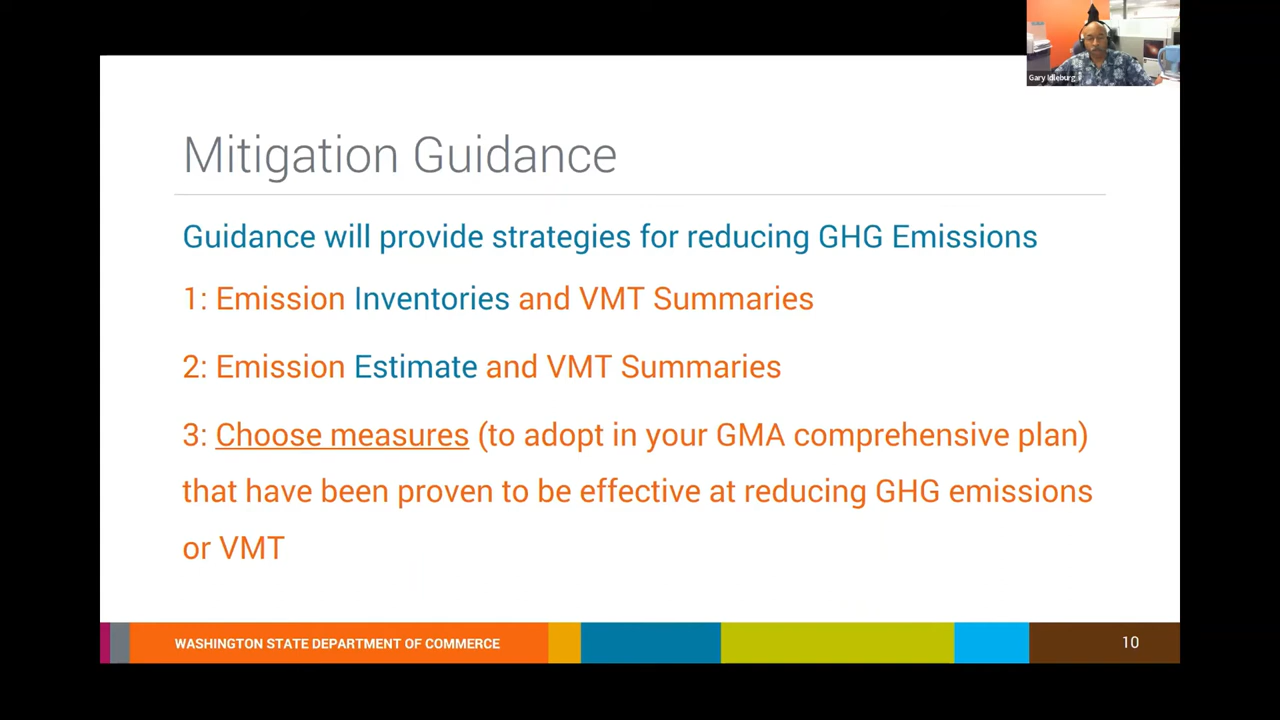 Gary Idleburg
Mitigation Guidance
Guidance will provide strategies for reducing GHG Emissions
1: Emission Inventories and VMT Summaries
2: Emission Estimate and VMT Summaries
3: Choose measures (to adopt in your GMA comprehensive plan)
that have been proven to be effective at reducing GHG emissions
or VMT
WASHINGTON STATE DEPARTMENT OF COMMERCE
10